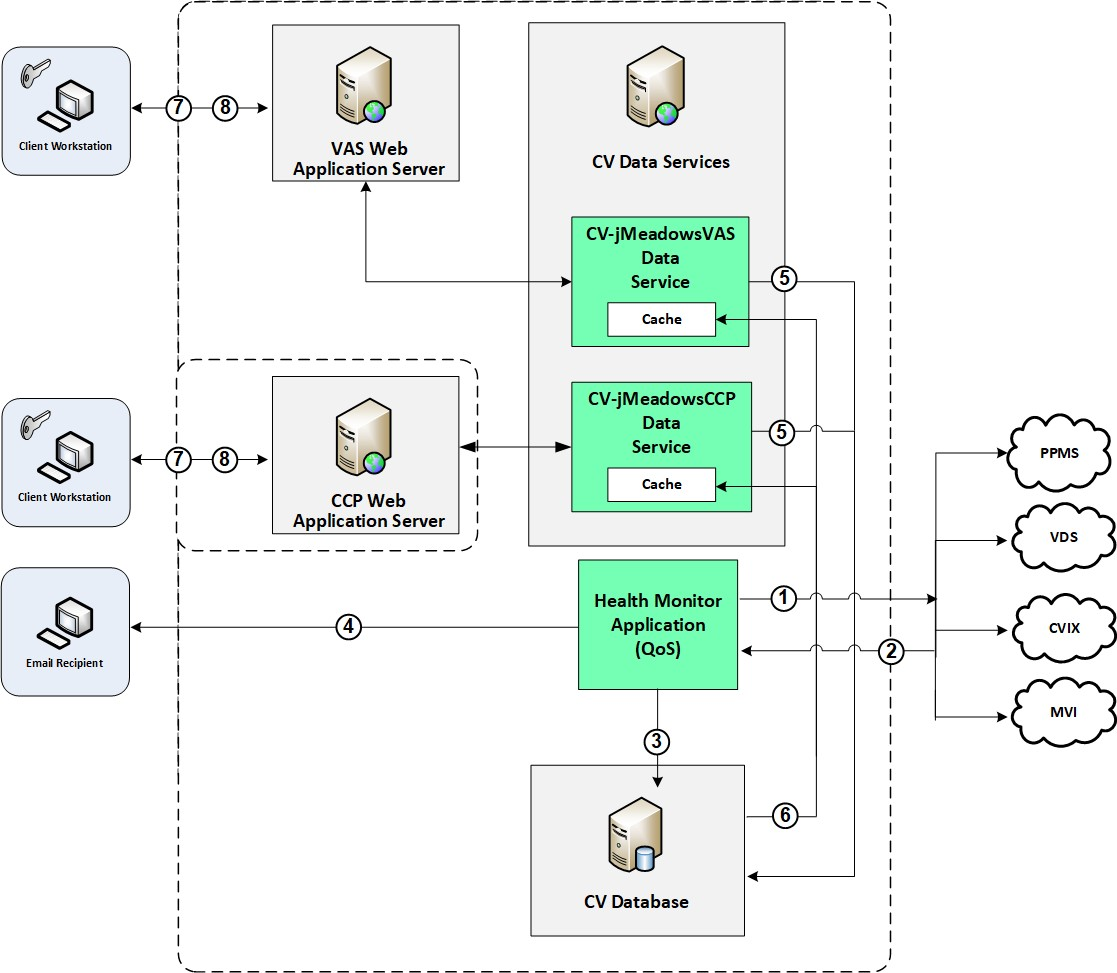 Client Workstation
7
8
VAS Web
Application Server
CV Data Services
CV-jMeadowsVAS
Data
Service
Cache
5
Client Workstation
7
8
CCP Web
Application Server
CV-jMeadowsCCP
Data
Service
Cache
5
Email Recipient
4
Health Monitor
Application
(QoS)
1
2
3
CV Database
6
PPMS
VDS
CVIX
MVI